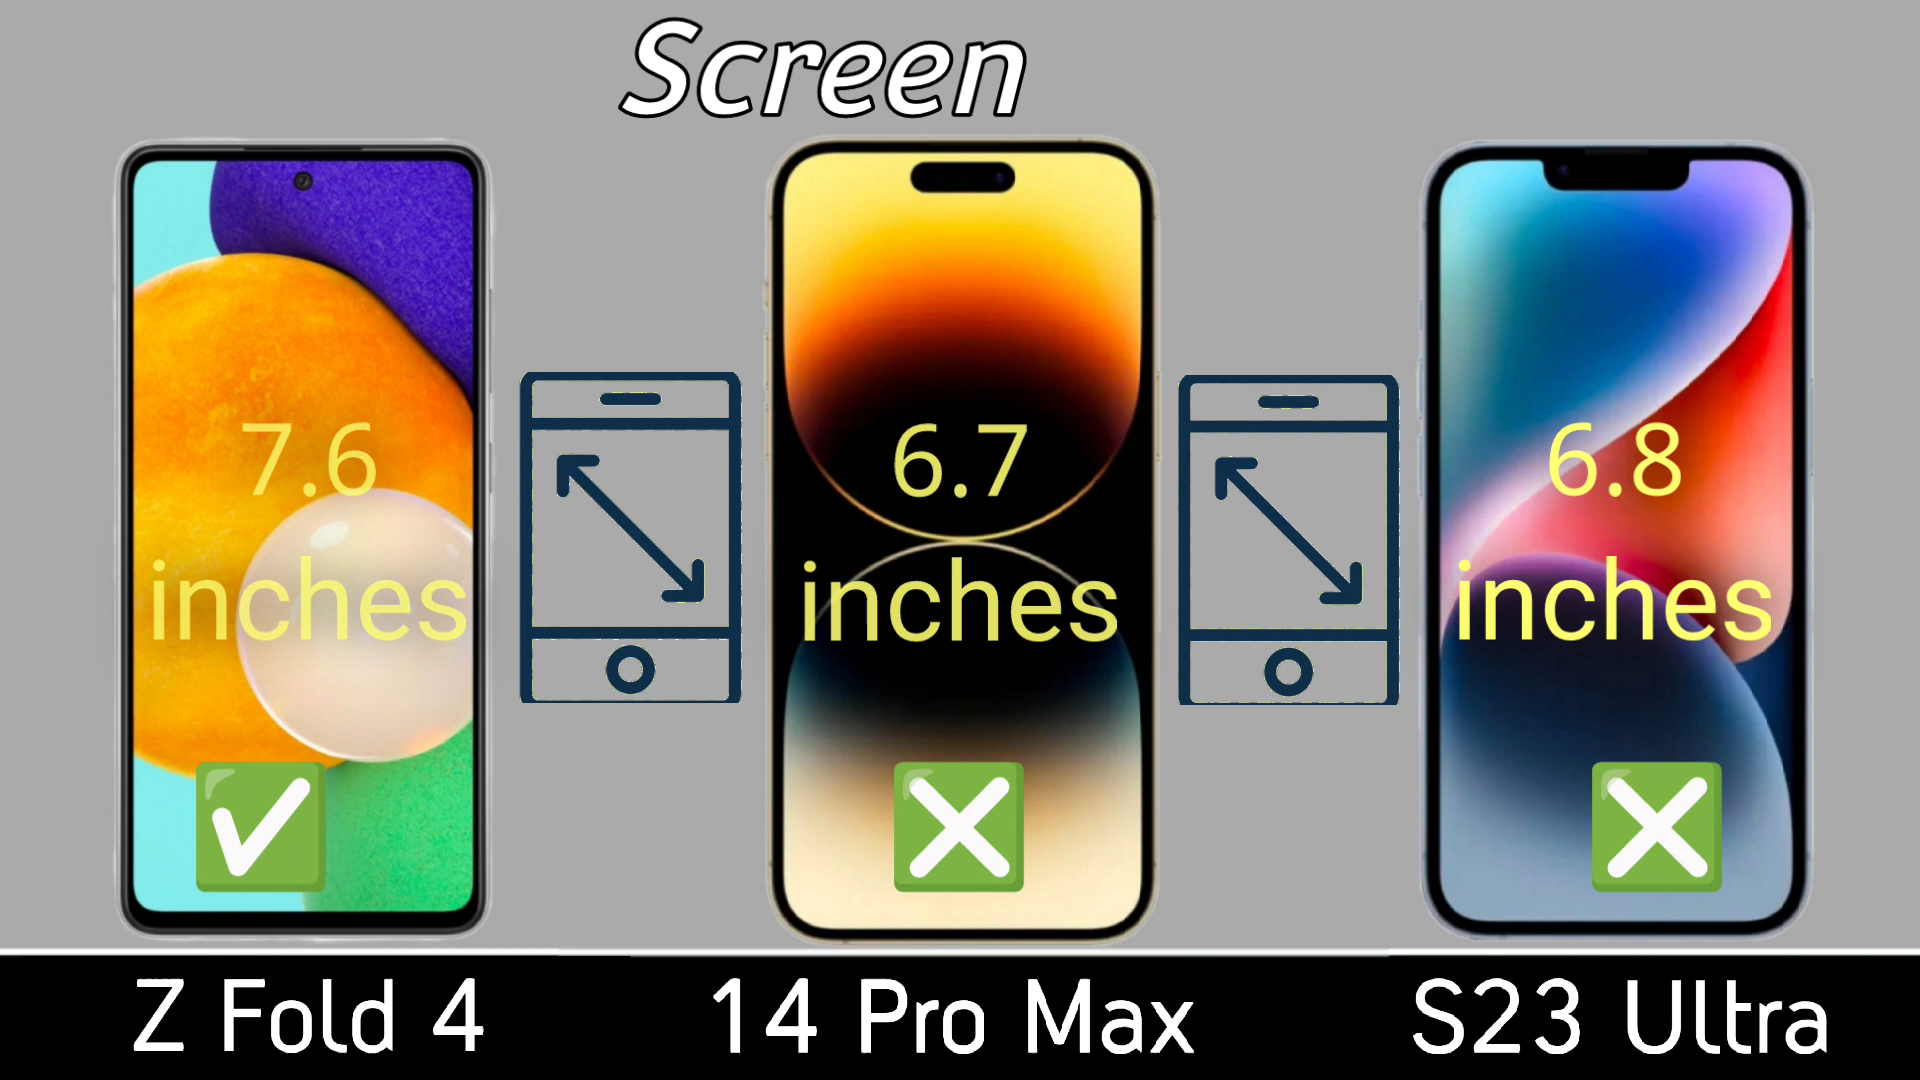 Screen
7.6
inches
6.7
inches
6.8
inches
Z Fold 4
14 Pro Max
S23 Ultra